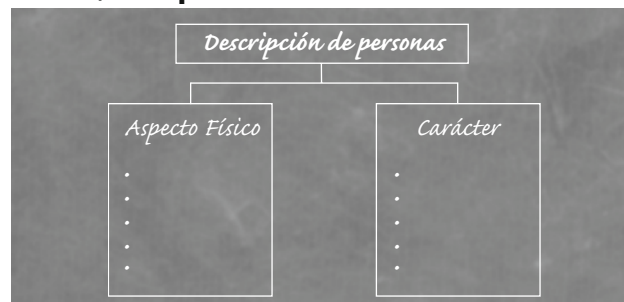 Descripción de personas
Aspecto Físico
Carácter